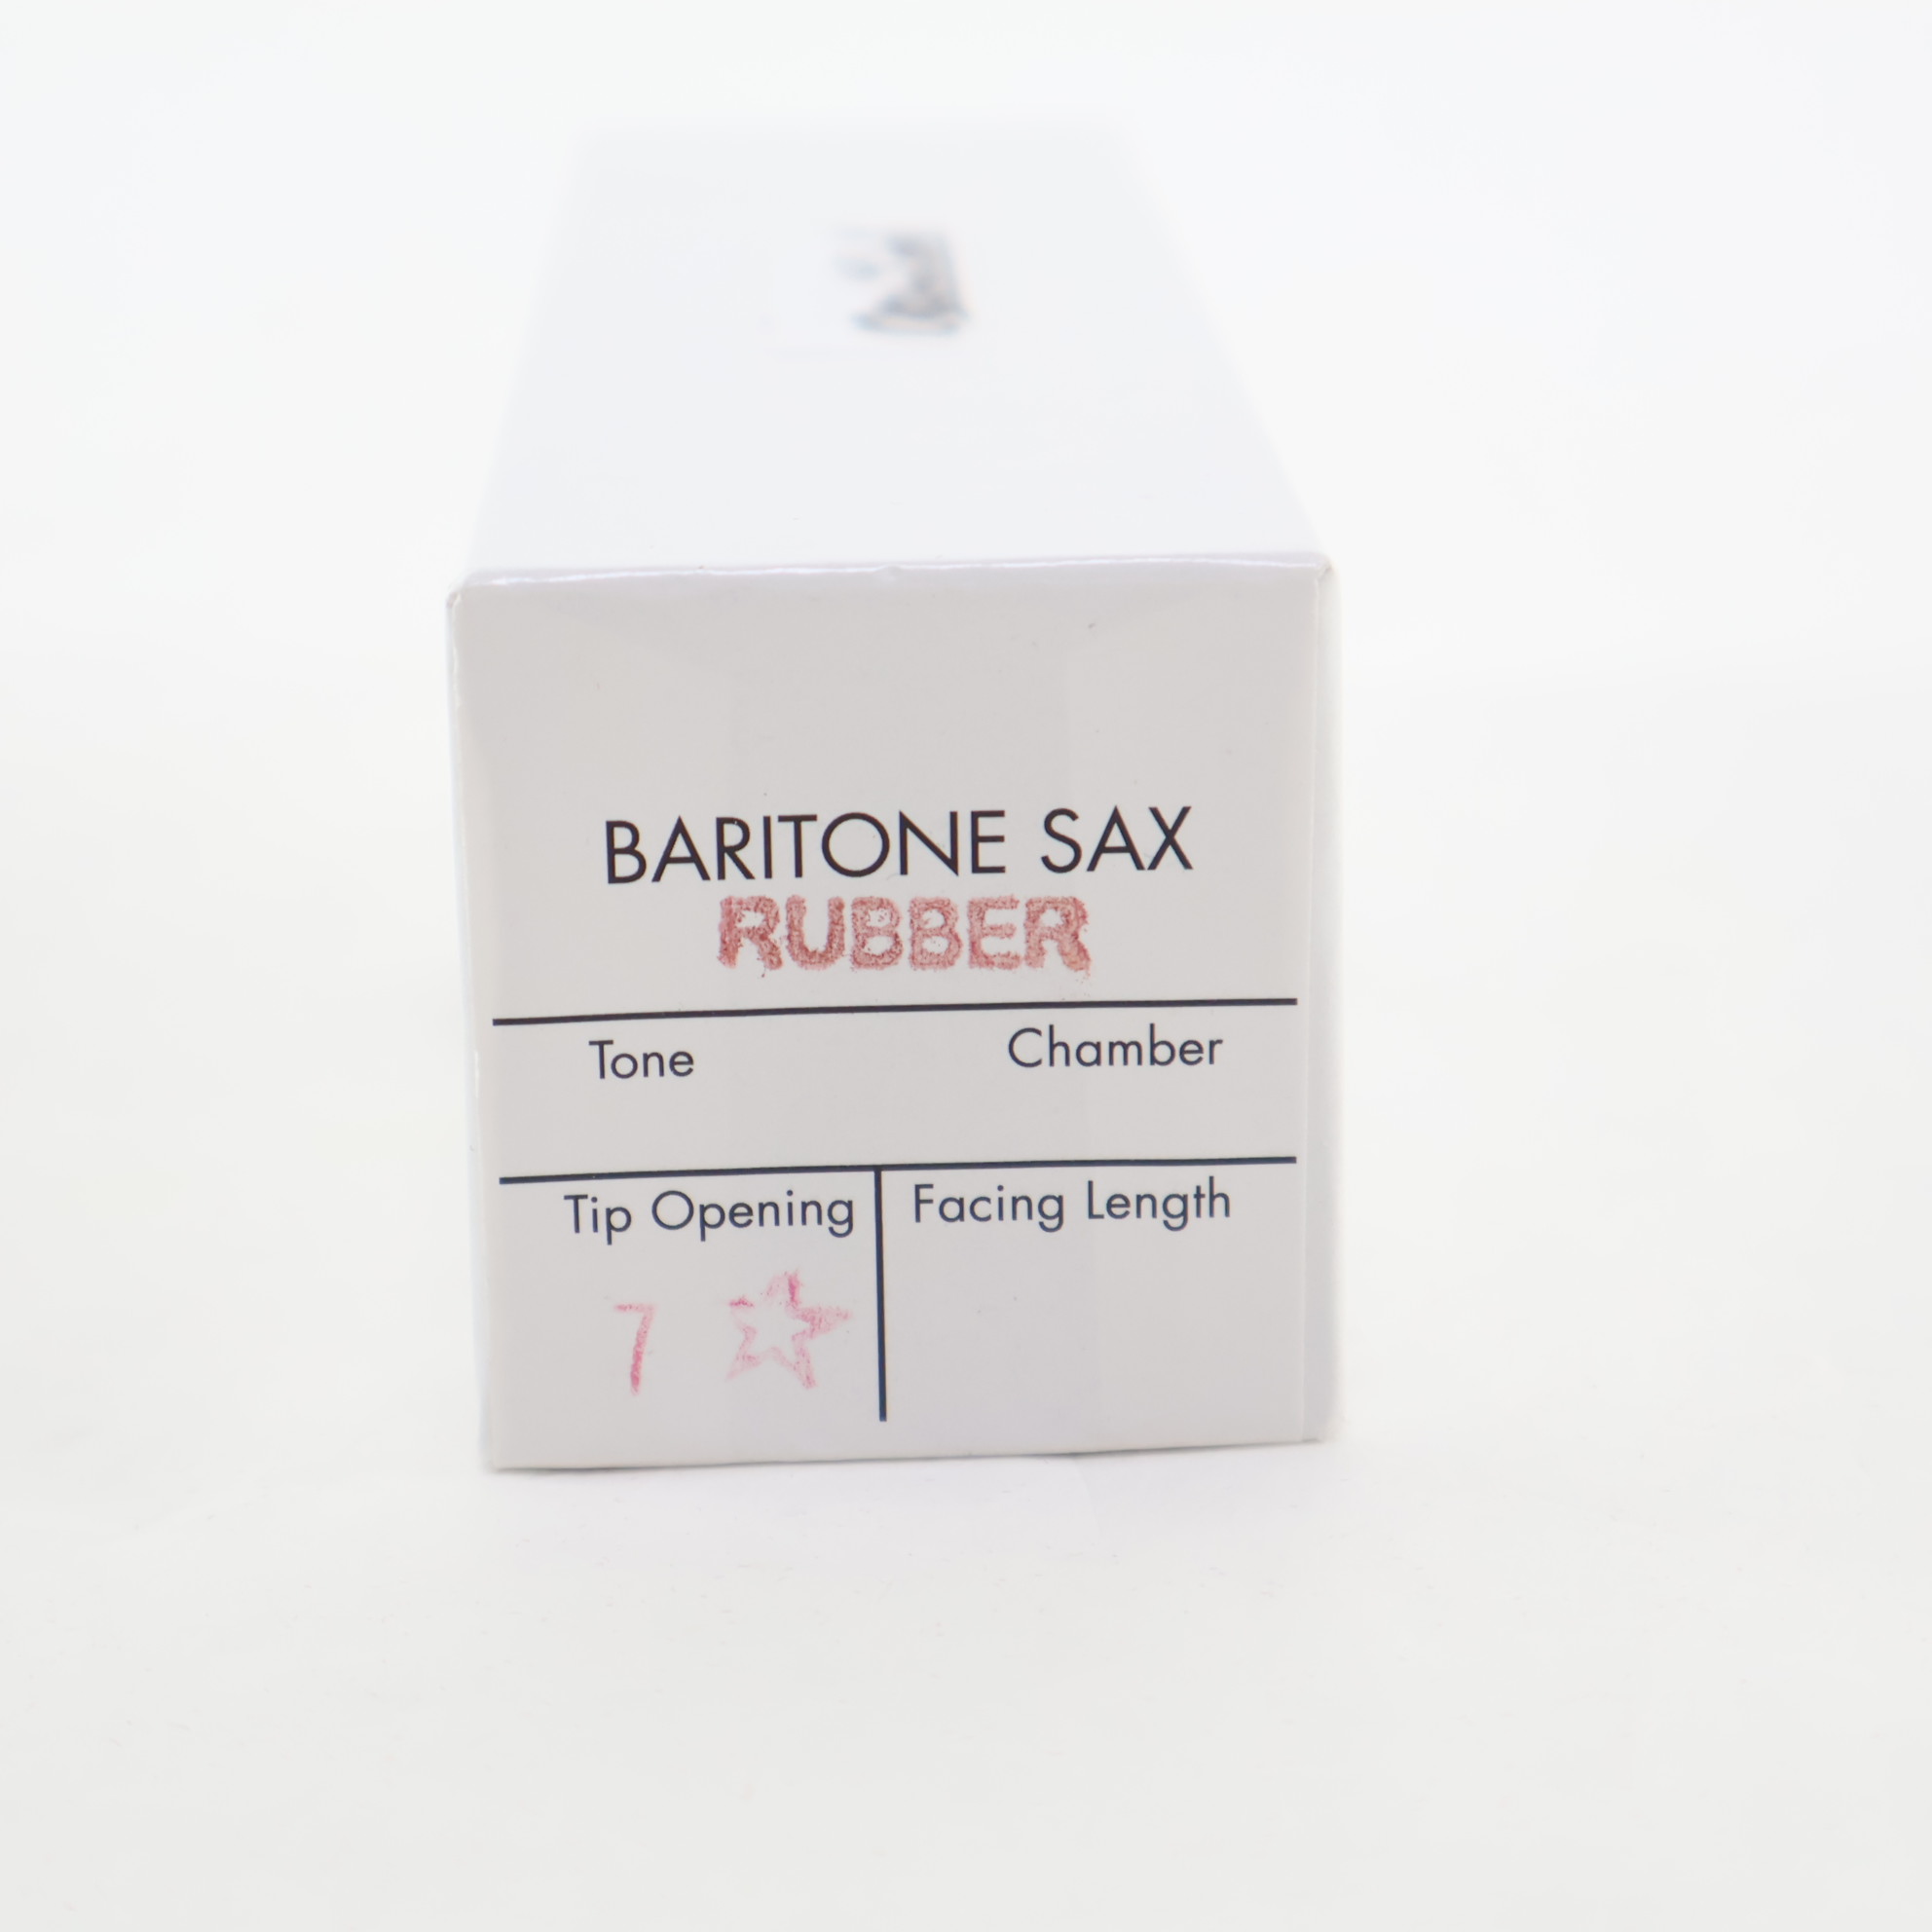 BARITONE SAX
RUBBER
Tone Chamber
Tip Opening Facing Length
7 ☆